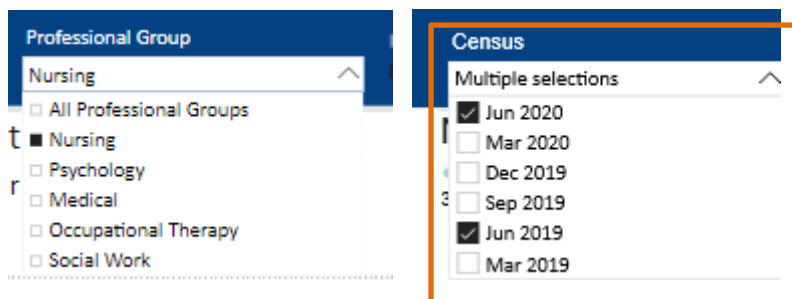 Professional Group
Nursing
All Professional Groups
Nursing
Psychology
Medical
Occupational Therapy
Social Work
Census
Multiple selections
Jun 2020
Mar 2020
Dec 2019
Sep 2019
Jun 2019
Mar 2019